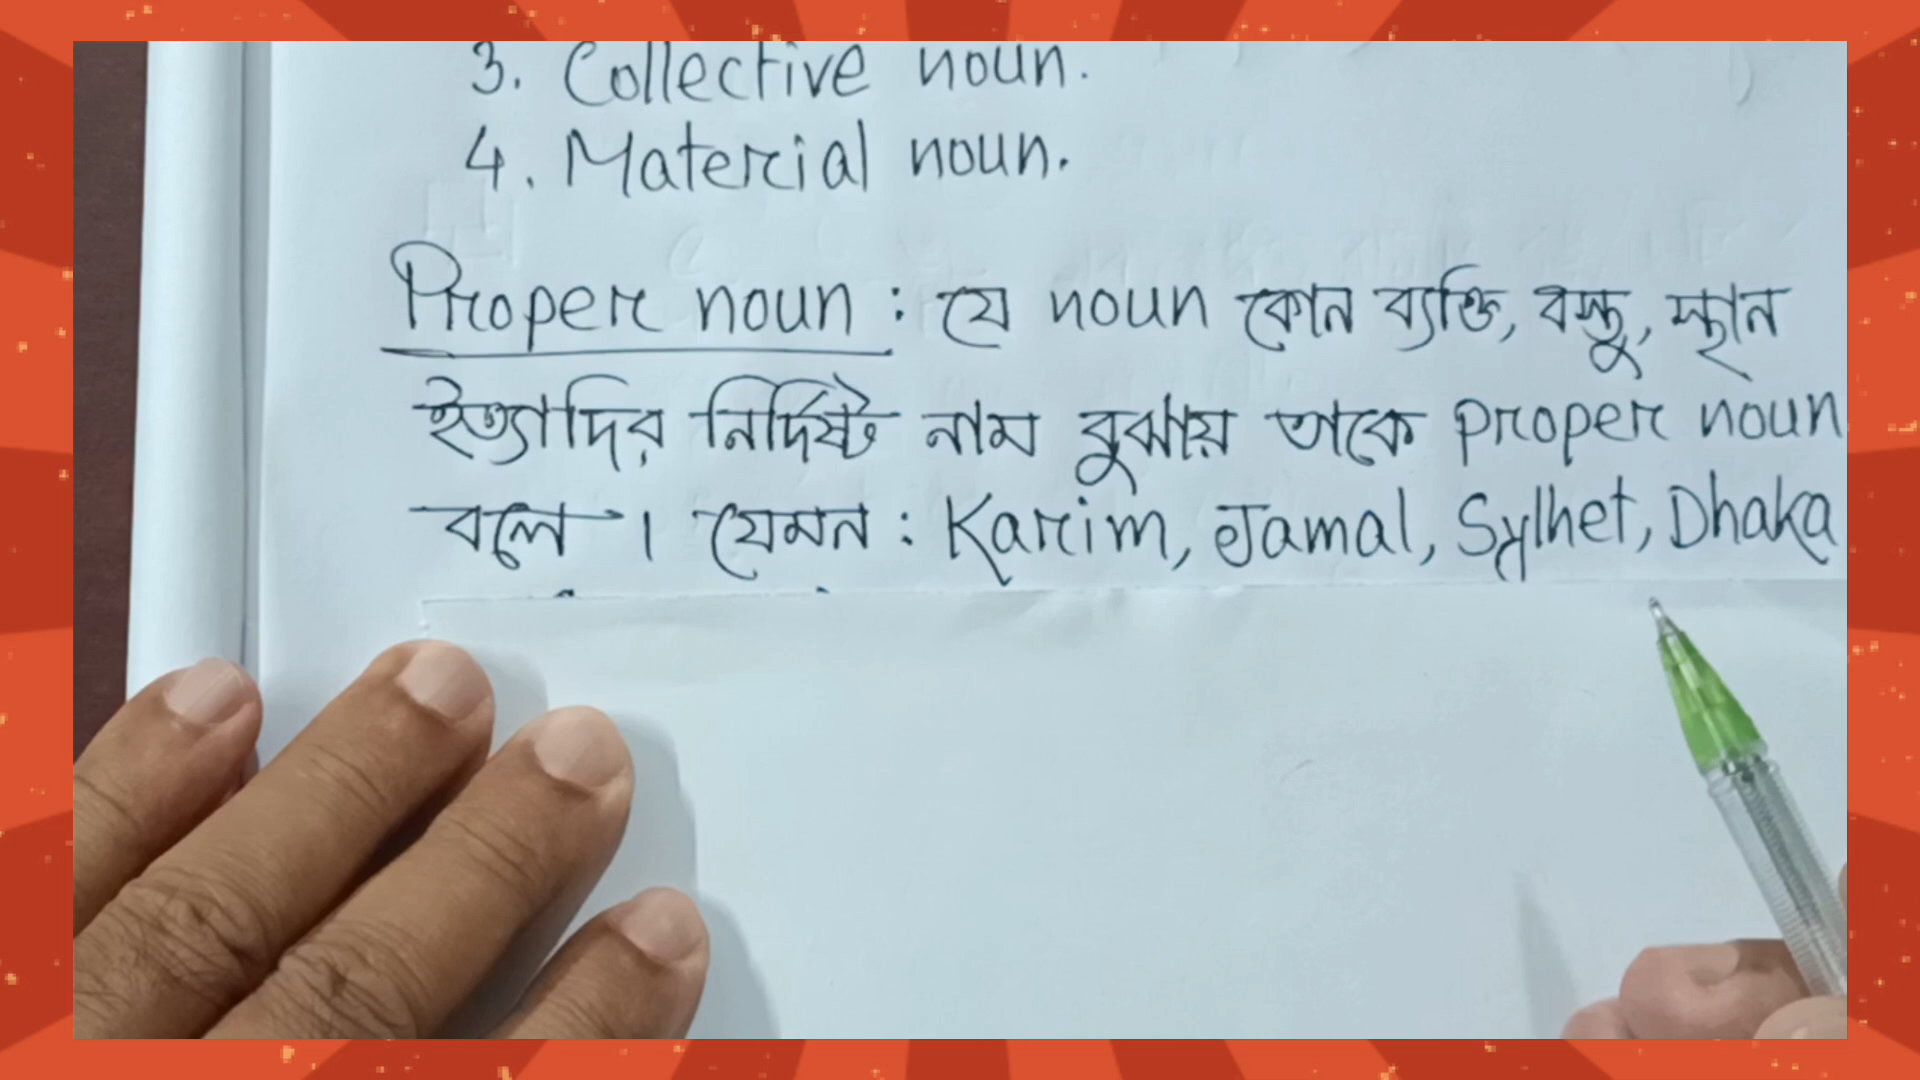 3. Collective noun.
4. Material noun.
Proper noun : যে noun কোন ব্যক্তি, বস্তু, স্থান
ইত্যাদির নির্দিষ্ট নাম বুঝায় তাকে proper noun
বলে । যেমন : Karim, Jamal, Sylhet, Dhaka